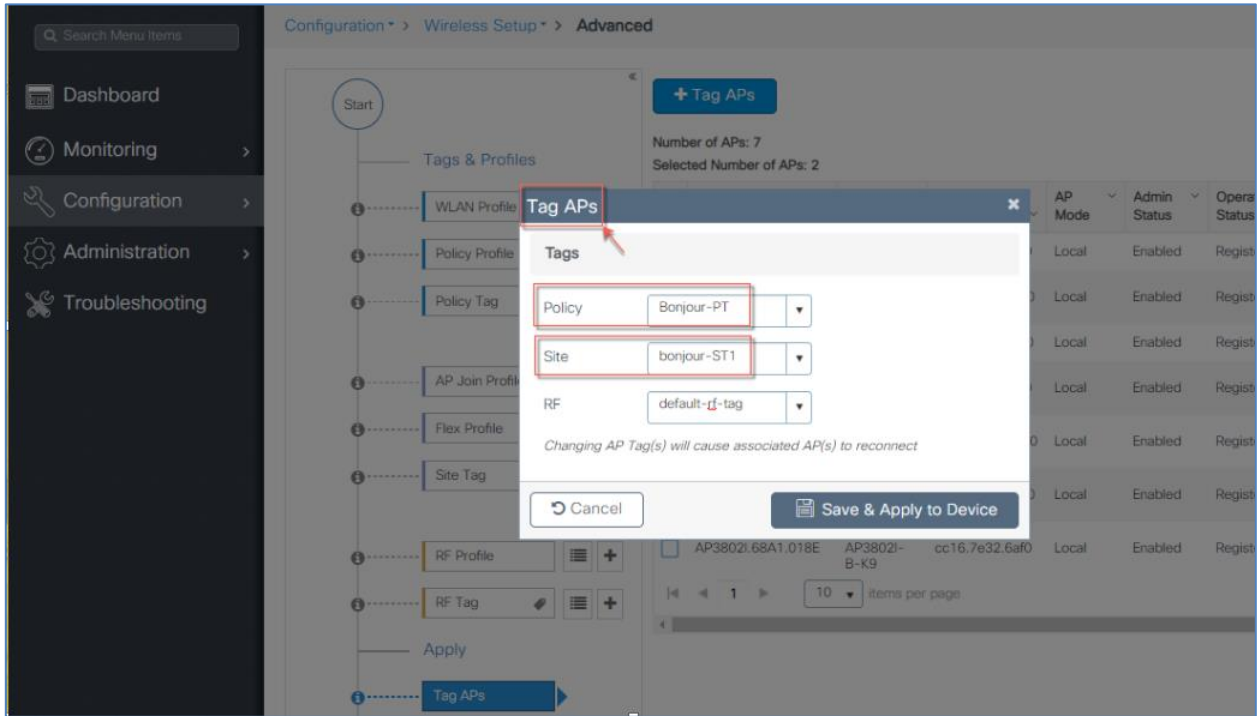 Search Menu Items
Dashboard
Monitoring
Configuration
Administration
Troubleshooting
Configuration > Wireless Setup > Advanced
Start
Tags & Profiles
WLAN Profile
Policy Profile
Policy Tag
AP Join Profile
Flex Profile
Site Tag
RF Profile
RF Tag
Apply
Tag APs
+ Tag APs
Number of APs: 7
Selected Number of APs: 2
AP Mode Admin Status
Local Enabled
Local Enabled
Local Enabled
Local Enabled
Local Enabled
Local Enabled
AP3802I.68A1.018E AP3802I-B-K9 cc16.7e32.6af0 Local Enabled
1 10 items per page
Tag APs
Tags
Policy Bonjour-PT
Site bonjour-ST1
RF default-rf-tag
Changing AP Tag(s) will cause associated AP(s) to reconnect
Cancel
Save & Apply to Device